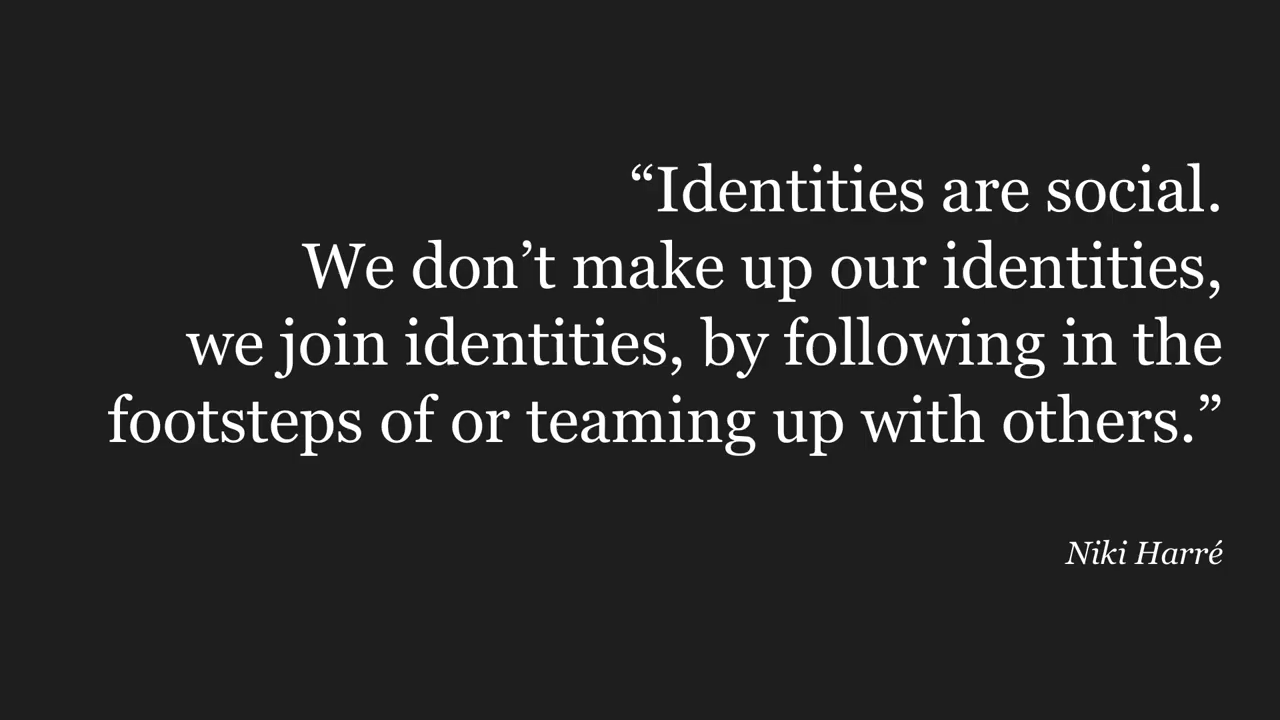 “Identities are social.
We don’t make up our identities,
we join identities, by following in the
footsteps of or teaming up with others.”
Niki Harré